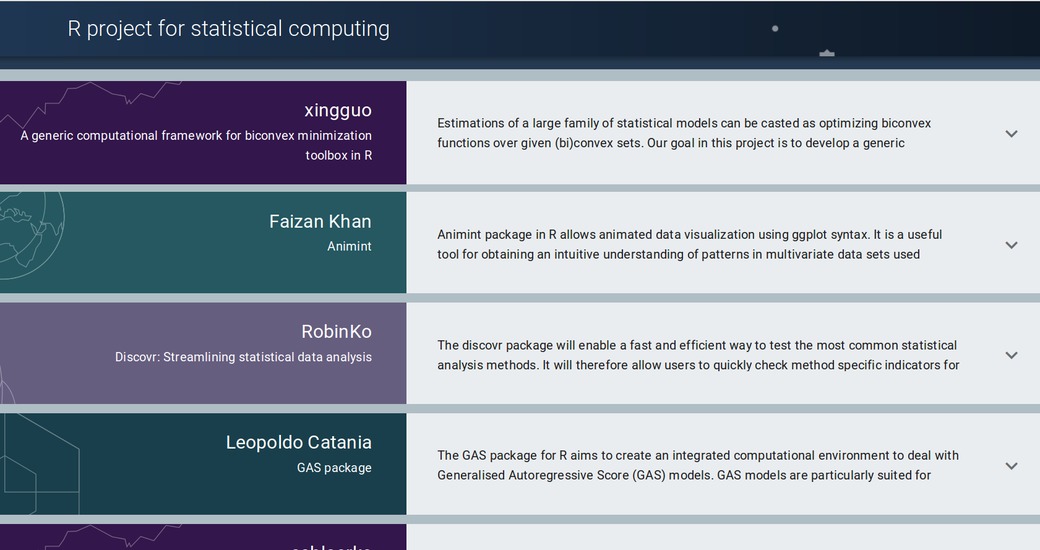 R project for statistical computing
xingguo
A generic computational framework for biconvex minimization
toolbox in R
Estimations of a large family of statistical models can be casted as optimizing biconvex
functions over given (bi)convex sets. Our goal in this project is to develop a generic
Faizan Khan
Animint
Animint package in R allows animated data visualization using ggplot syntax. It is a useful
tool for obtaining an intuitive understanding of patterns in multivariate data sets used
RobinKo
Discovr: Streamlining statistical data analysis
The discovr package will enable a fast and efficient way to test the most common statistical
analysis methods. It will therefore allow users to quickly check method specific indicators for
Leopoldo Catania
GAS package
The GAS package for R aims to create an integrated computational environment to deal with
Generalised Autoregressive Score (GAS) models. GAS models are particularly suited for